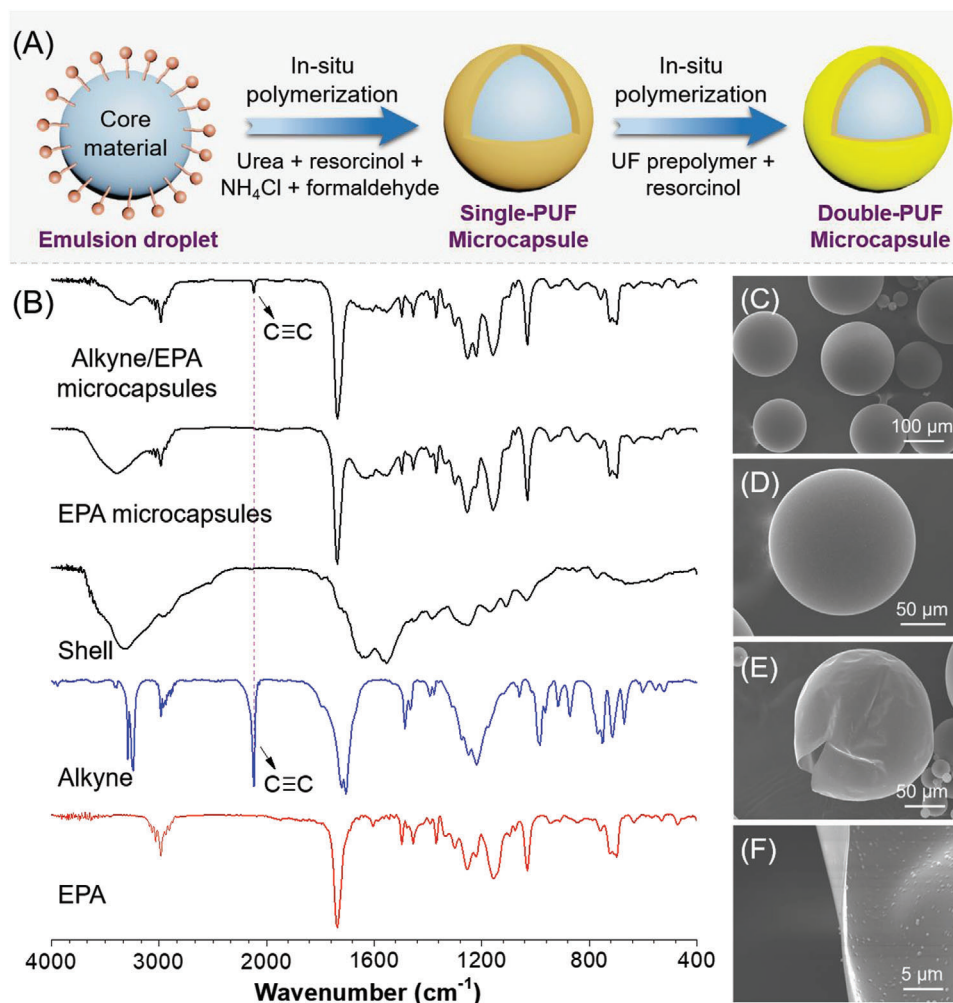 (A)
Core
material
Emulsion droplet
In-situ
polymerization
Urea + resorcinol +
NH₄Cl + formaldehyde
Single-PUF
Microcapsule
In-situ
polymerization
UF prepolymer +
resorcinol
Double-PUF
Microcapsule
(B)
C≡C
Alkyne/EPA
microcapsules
EPA microcapsules
Shell
Alkyne
C≡C
EPA
4000 3000 2000 1600 1200 800 400
Wavenumber (cm⁻¹)
(C)
100 µm
(D)
50 µm
(E)
50 µm
(F)
5 µm